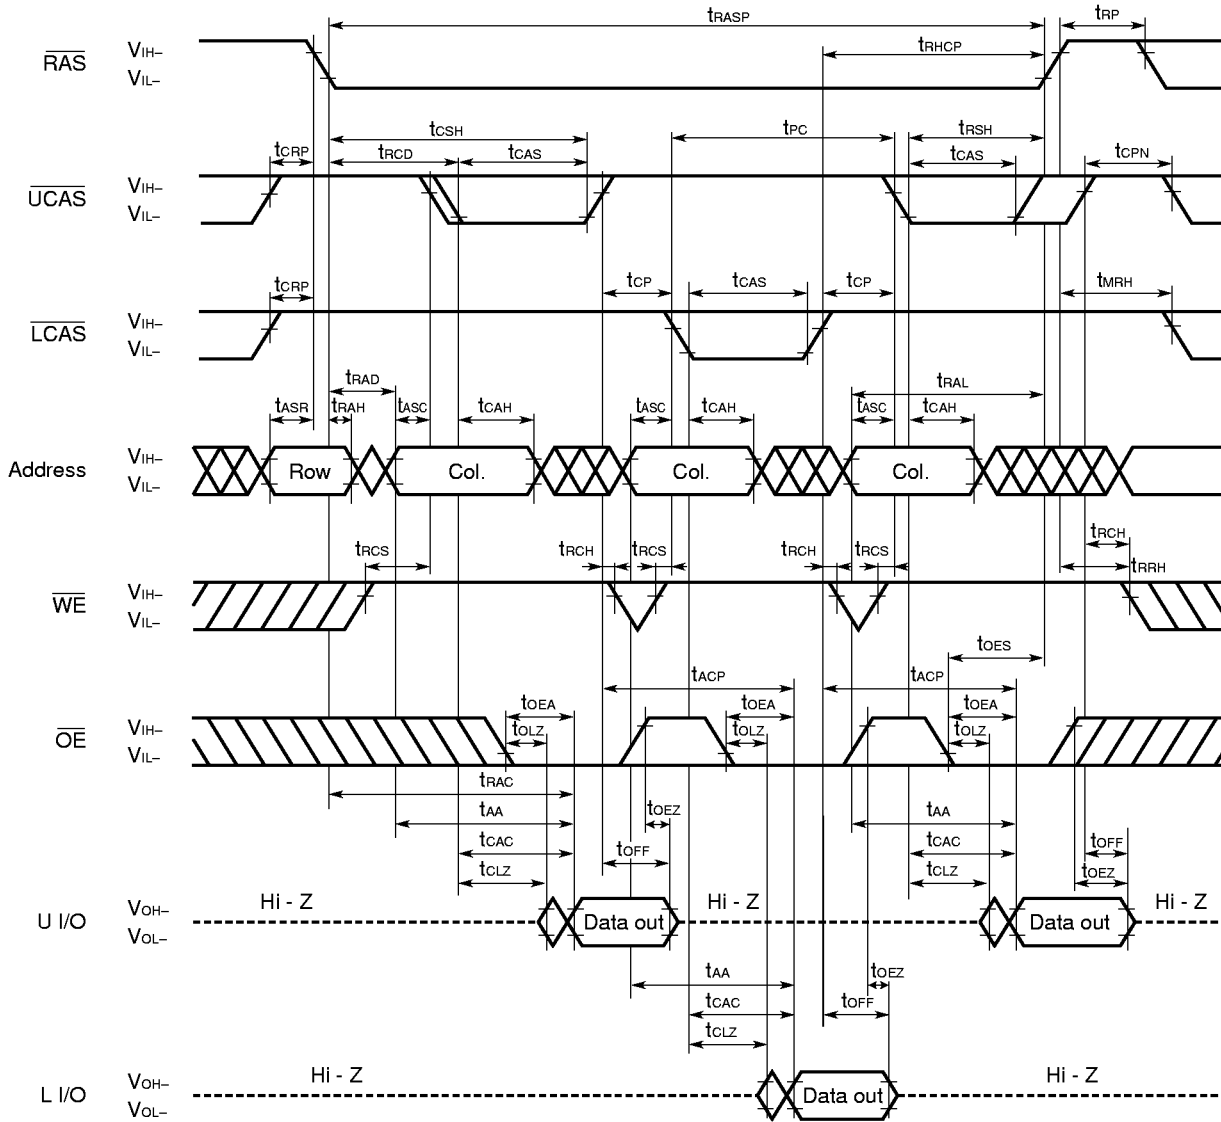 tRASP tRP
tRHCP
RAS VIH–
VIL–
tCSH tPC tRSH
tCRP tRCD tCAS tCAS tCPN
UCAS VIH–
VIL–
tCRP tCP tCAS tCP tMRH
LCAS VIH–
VIL–
tRAD tRAL
tASR tRAH tASC tCAH tASC tCAH tASC tCAH
Address VIH–
VIL–
Row Col. Col. Col.
tRCS tRCH tRCS tRCH tRCS tRCH
tRRH
WE VIH–
VIL–
tOES
tACP tACP
tOEA tOEA tOEA
tOLZ tOLZ tOLZ
OE VIH–
VIL–
tRAC
tAA tOEZ tAA
tCAC tOFF tCAC tOFF
tCLZ tCLZ tOEZ
Hi - Z Hi - Z Hi - Z
U I/O VOH–
VOL–
Data out Data out
tAA tOEZ
tCAC tOFF
tCLZ
Hi - Z Hi - Z
L I/O VOH–
VOL–
Data out